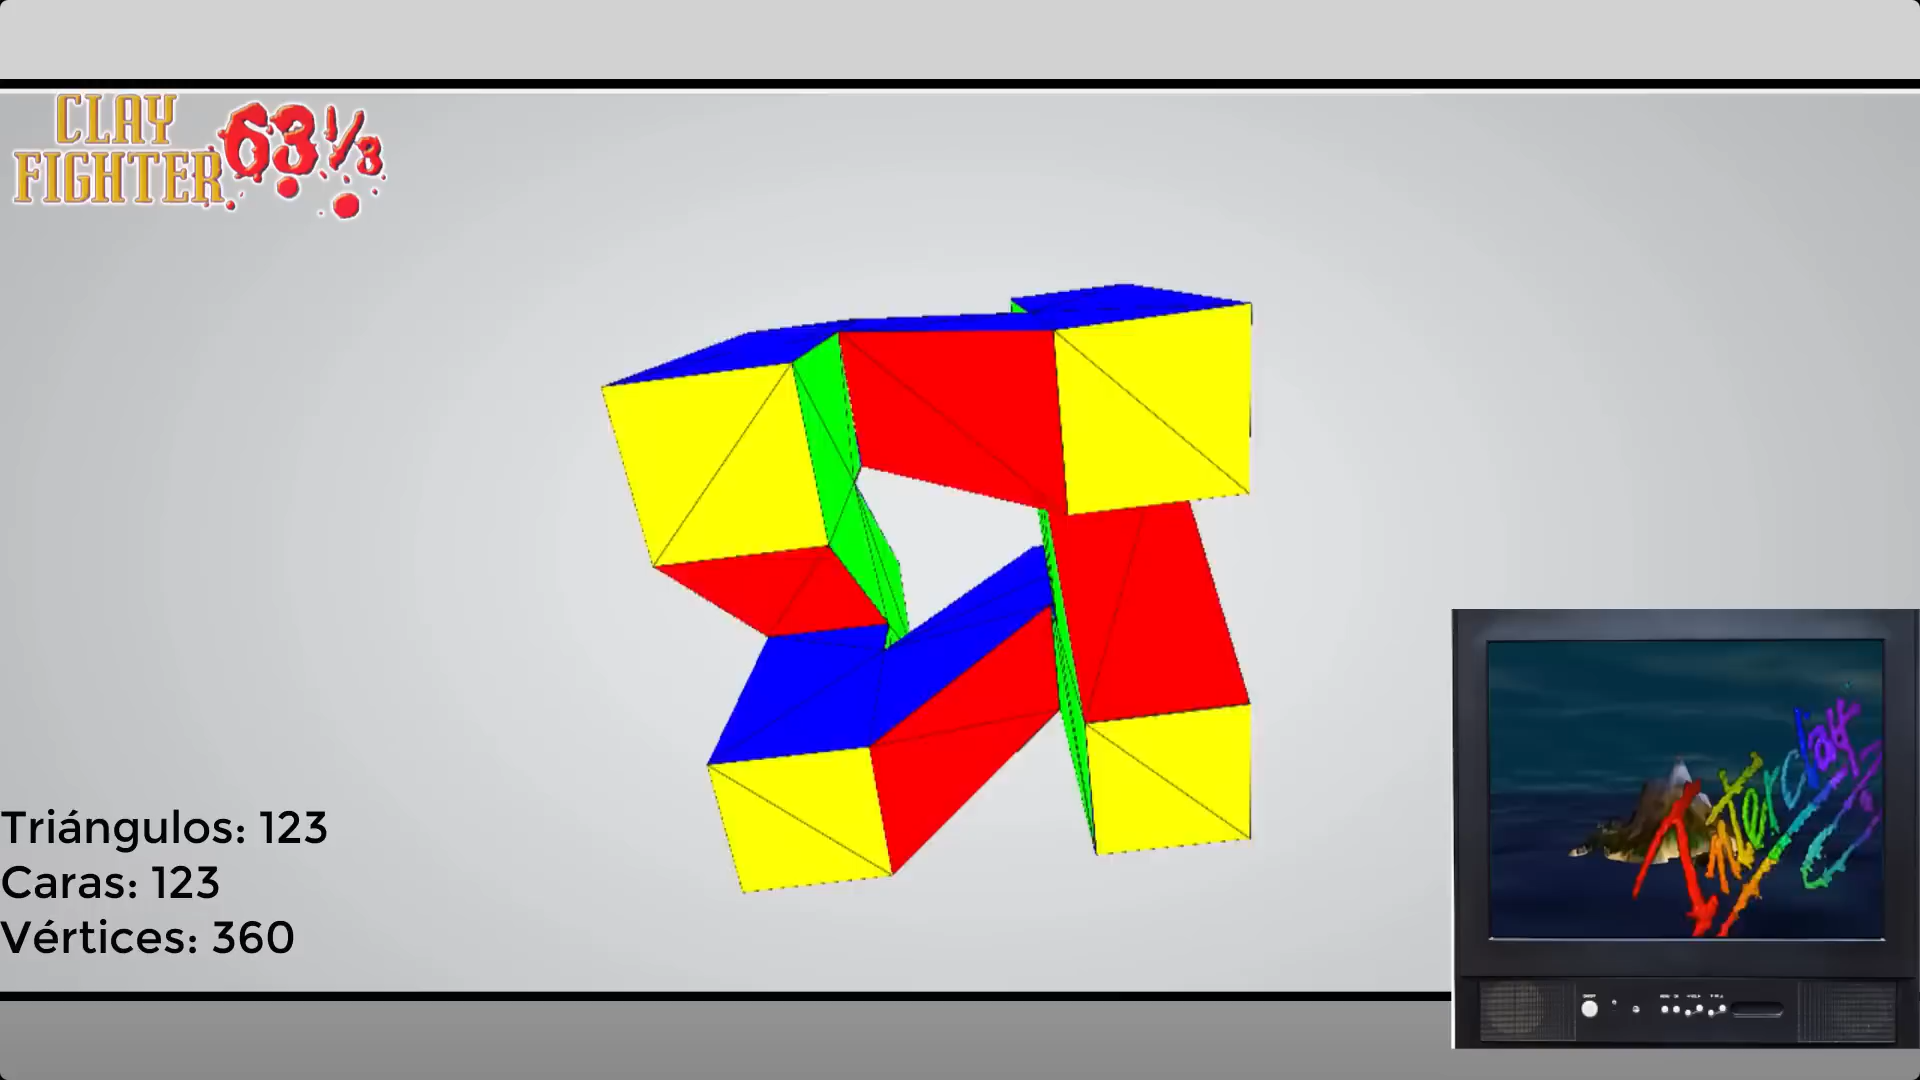 CLAY
FIGHTER 63⅓
Triángulos: 123
Caras: 123
Vértices: 360
Interclay